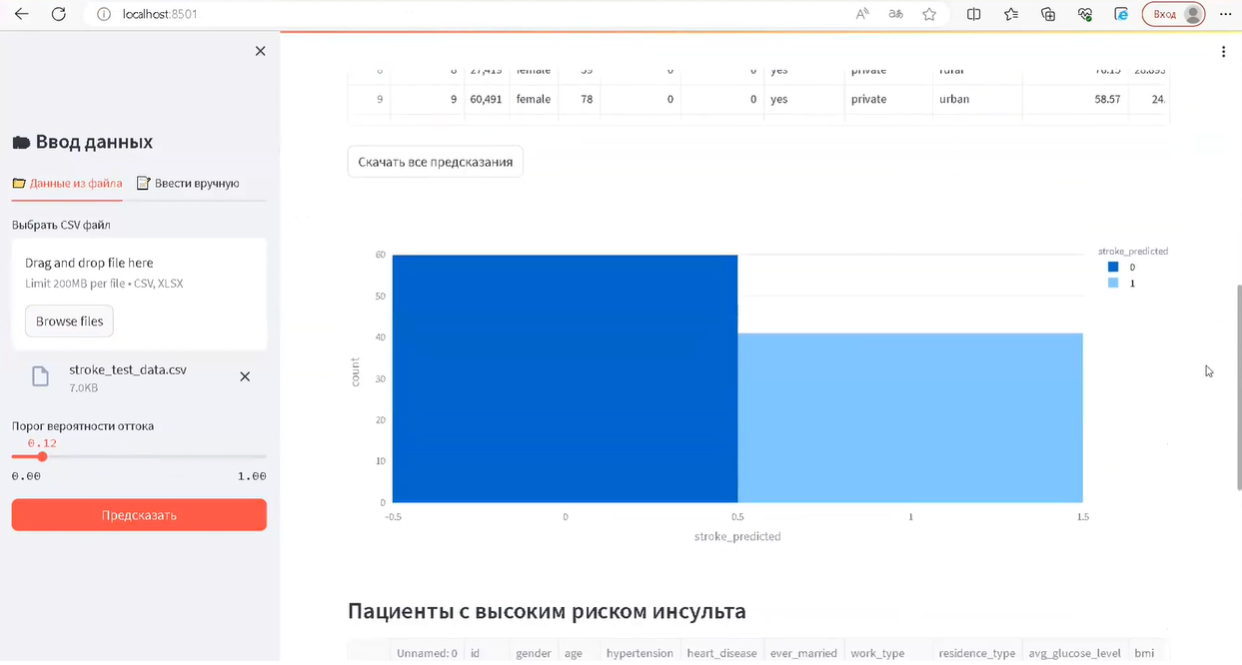 localhost:8501
Вход
Ввод данных
Данные из файла
Ввести вручную
Выбрать CSV файл
Drag and drop file here
Limit 200MB per file • CSV, XLSX
Browse files
stroke_test_data.csv
7.0KB
Порог вероятности оттока
0.12
0.00 1.00
Предсказать
8 8 27,419 female 59 0 0 yes private rural 76.15
9 9 60,491 female 78 0 0 yes private urban 58.57 24.
Скачать все предсказания
60
50
40
30
20
10
0
count
-0.5 0 0.5 1 1.5
stroke_predicted
stroke_predicted
0
1
Пациенты с высоким риском инсульта
Unnamed: 0 id gender age hypertension heart_disease ever_married work_type residence_type avg_glucose_level bmi